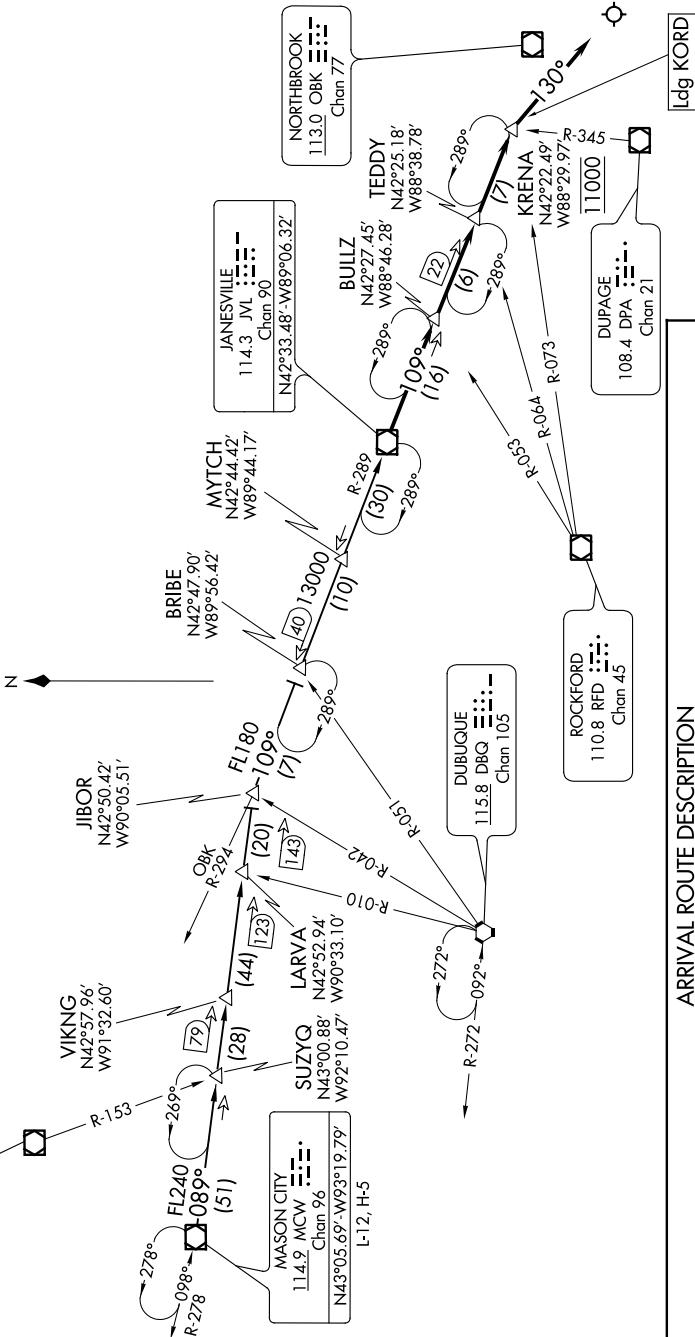 N
NORTHBROOK
113.0 OBK
Chan 77
JANESVILLE
114.3 JVL
Chan 90
N42°33.48'-W89°06.32'
TEDDY
N42°25.18'
W88°38.78'
BULLZ
N42°27.45'
W88°46.28'
MYTCH
N42°44.42'
W89°44.17'
BRIBE
N42°47.90'
W89°56.42'
JIBOR
N42°50.42'
W90°05.51'
VIKNG
N42°57.96'
W91°32.60'
LARVA
N42°52.94'
W90°33.10'
SUZYQ
N43°00.88'
W92°10.47'
MASON CITY
114.9 MCW
Chan 96
N43°05.69'-W93°19.79'
L-12, H-5
278°
098°
R-278
FL240
089°
(51)
R-153
269°
79
(28)
(44)
123
(20)
143
OBK
R-294
FL180
109°
(7)
289°
40
13000
(10)
R-289
(30)
289°
109°
(16)
289°
22
(6)
289°
(7)
289°
130°
KRENA
N42°22.49'
W88°29.97'
11000
Ldg KORD
R-345
DUPAGE
108.4 DPA
Chan 21
R-053
R-064
R-073
ROCKFORD
110.8 RFD
Chan 45
DUBUQUE
115.8 DBQ
Chan 105
R-051
R-042
R-010
272°
092°
R-272
ARRIVAL ROUTE DESCRIPTION